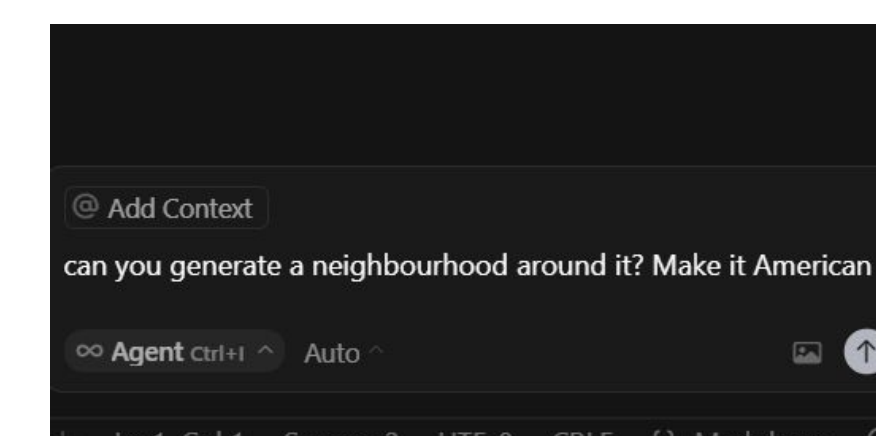 @ Add Context
can you generate a neighbourhood around it? Make it American
∞ Agent Ctrl+I ^ Auto ^